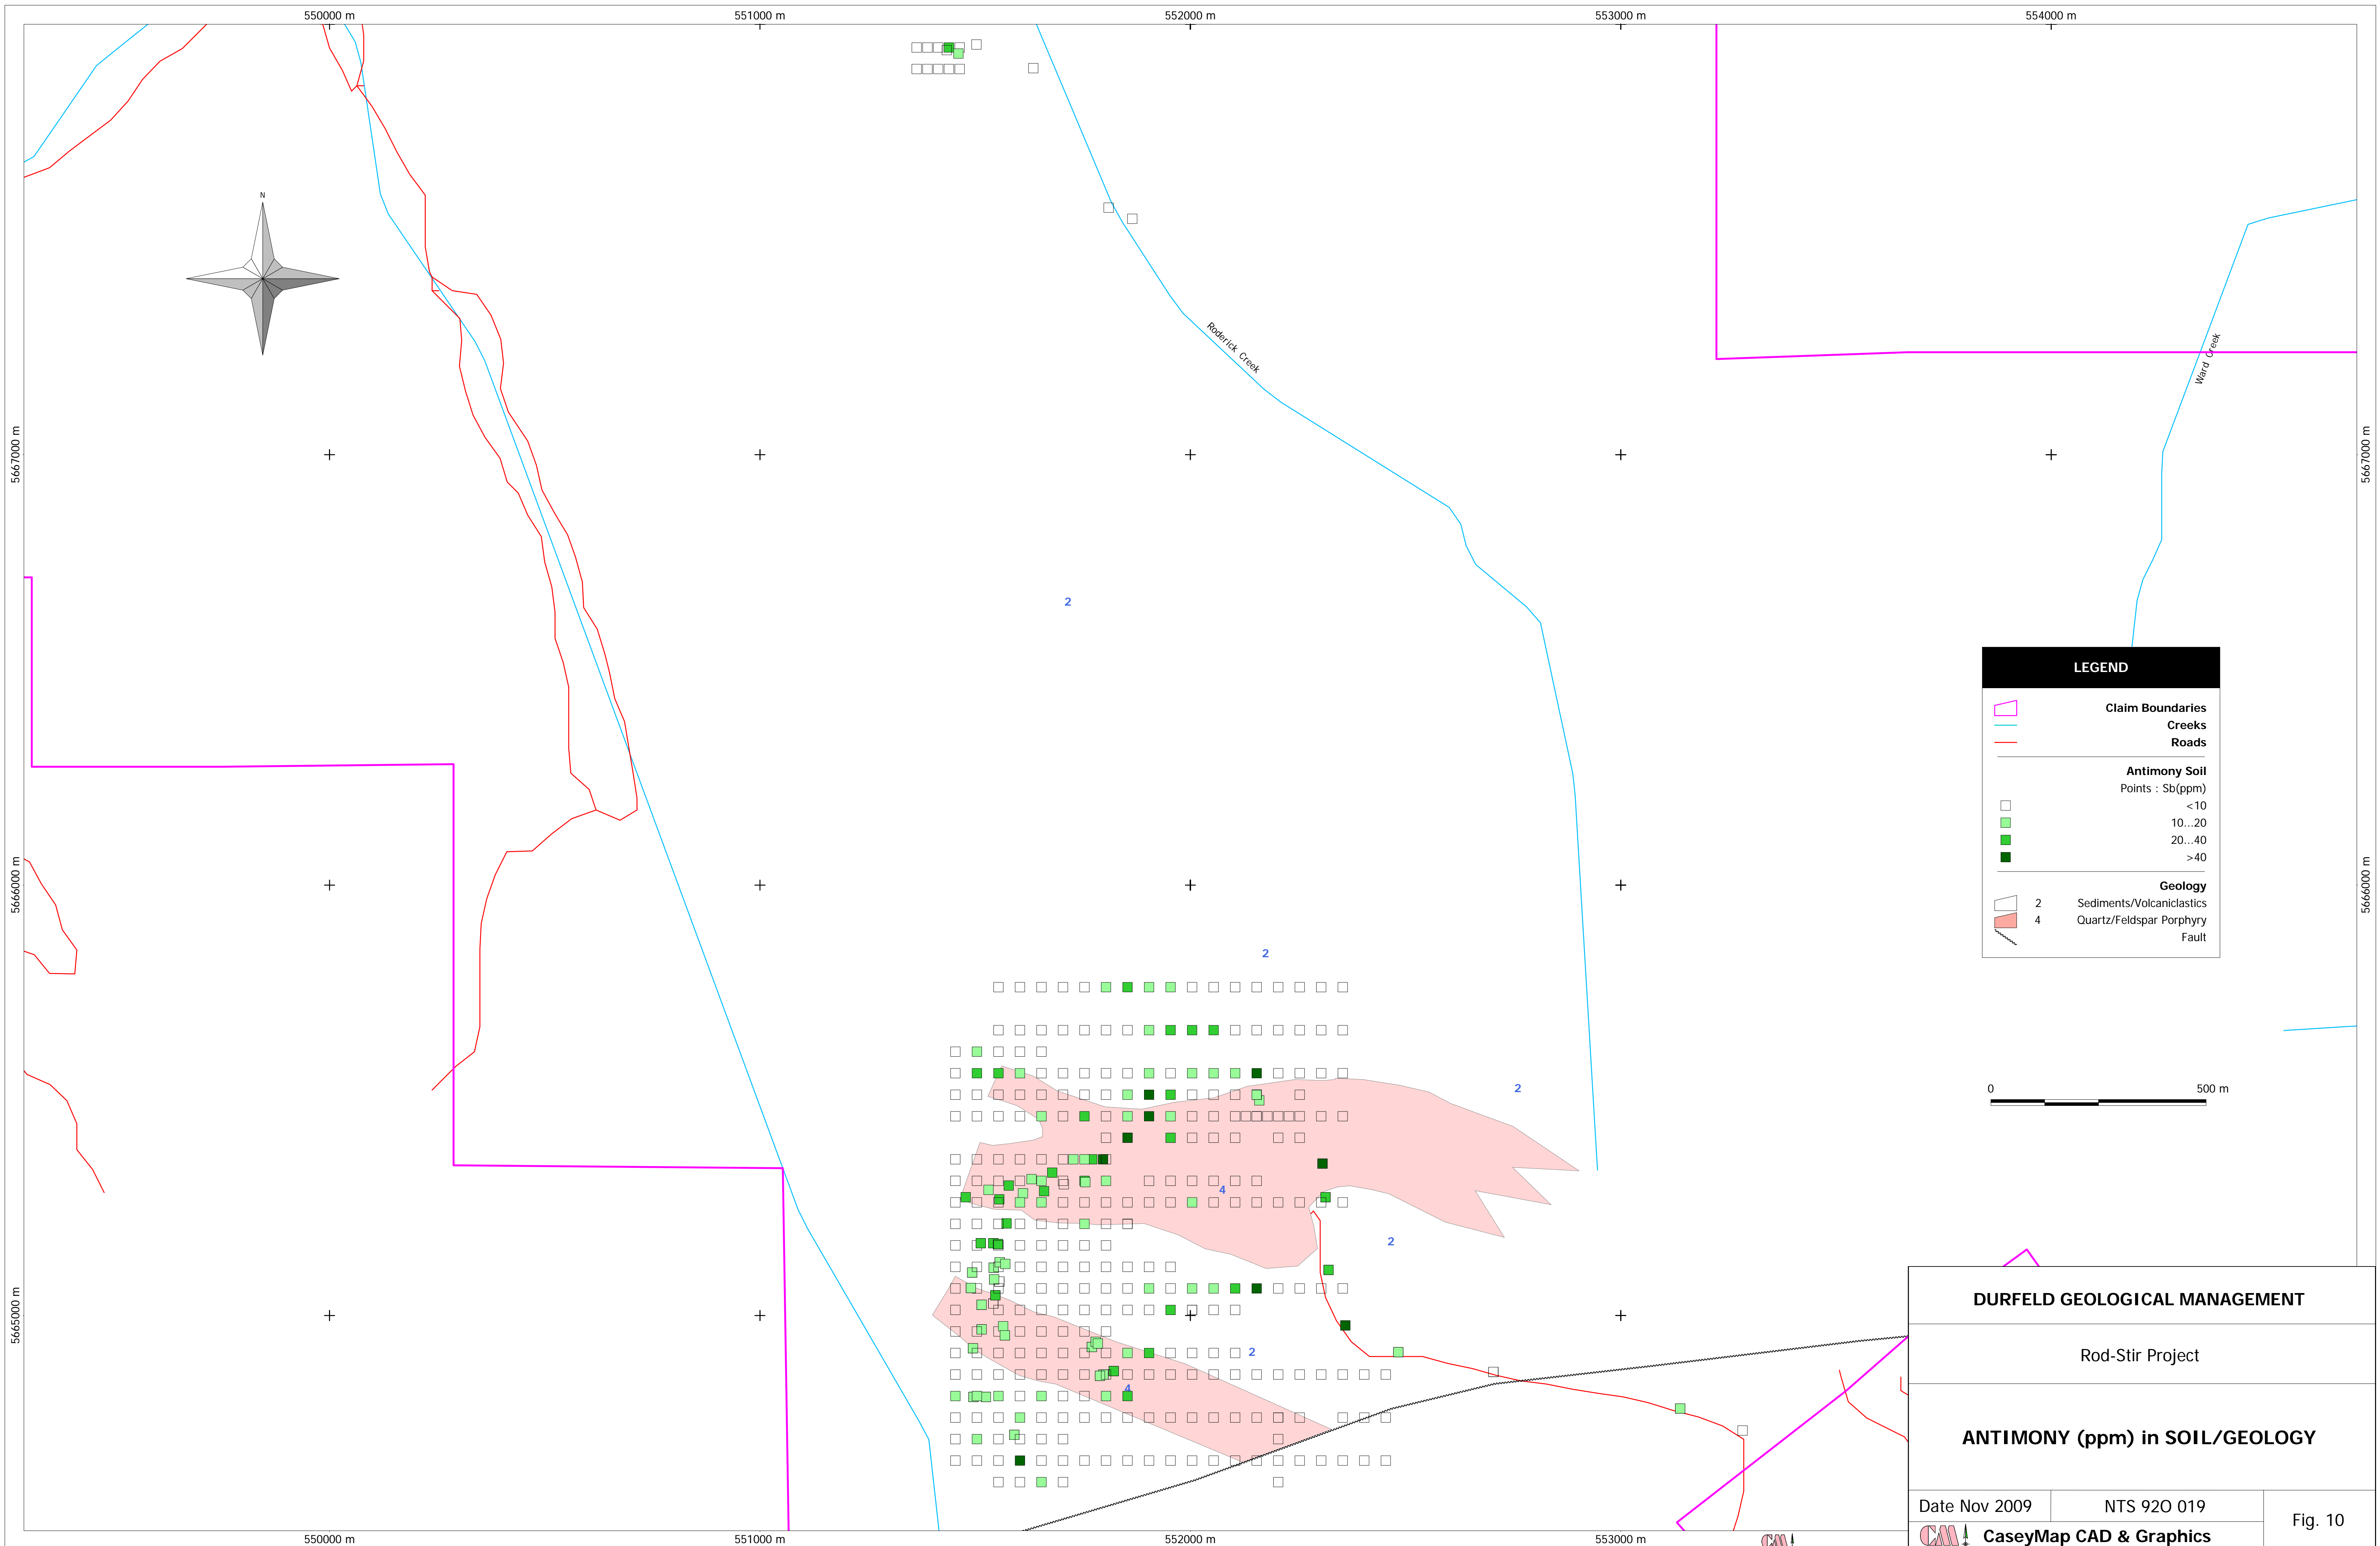 550000 m
551000 m
552000 m
553000 m
554000 m
N
Roderick Creek
Ward Creek
5667000 m
5667000 m
2
LEGEND
Claim Boundaries
Creeks
Roads
Antimony Soil
Points : Sb(ppm)
<10
10...20
20...40
>40
Geology
2 Sediments/Volcaniclastics
4 Quartz/Feldspar Porphyry
Fault
5666000 m
5666000 m
2
2
0 500 m
4
2
5665000 m
2
4
DURFELD GEOLOGICAL MANAGEMENT
Rod-Stir Project
ANTIMONY (ppm) in SOIL/GEOLOGY
Date Nov 2009
NTS 92O 019
Fig. 10
CaseyMap CAD & Graphics
550000 m
551000 m
552000 m
553000 m